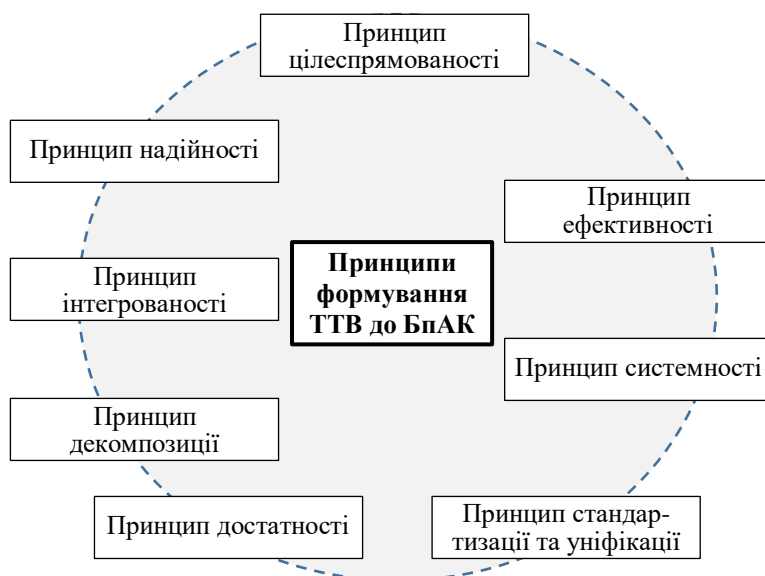 Принцип
цілеспрямованості
Принцип надійності
Принцип
ефективності
Принцип
інтегрованості
Принципи
формування
ТТВ до БпАК
Принцип системності
Принцип
декомпозиції
Принцип достатності
Принцип стандар-
тизації та уніфікації